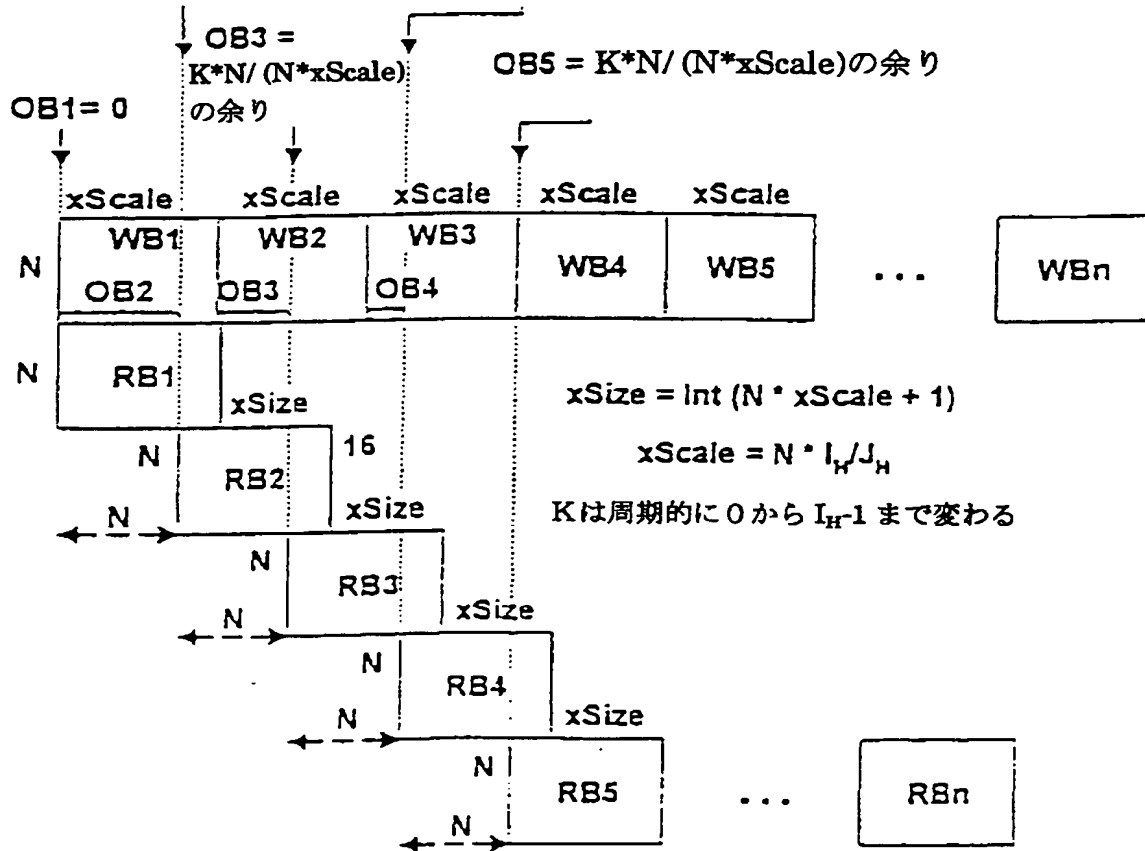 OB3 =
K*N/ (N*xScale)
の余り
OB5 = K*N/ (N*xScale)の余り
OB1= 0
xScale xScale xScale xScale xScale
N WB1 WB2 WB3 WB4 WB5 ... WBn
OB2 OB3 OB4
N RB1
xSize
xSize = Int (N * xScale + 1)
N RB2 16
xScale = N * I_H/J_H
xSize
Kは周期的に0から I_H-1 まで変わる
N
N RB3
xSize
N
N RB4
xSize
N
N RB5 ... RBn
N